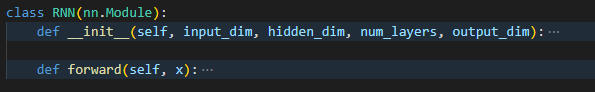 class RNN(nn.Module):
    def __init__(self, input_dim, hidden_dim, num_layers, output_dim):···
    def forward(self, x):···